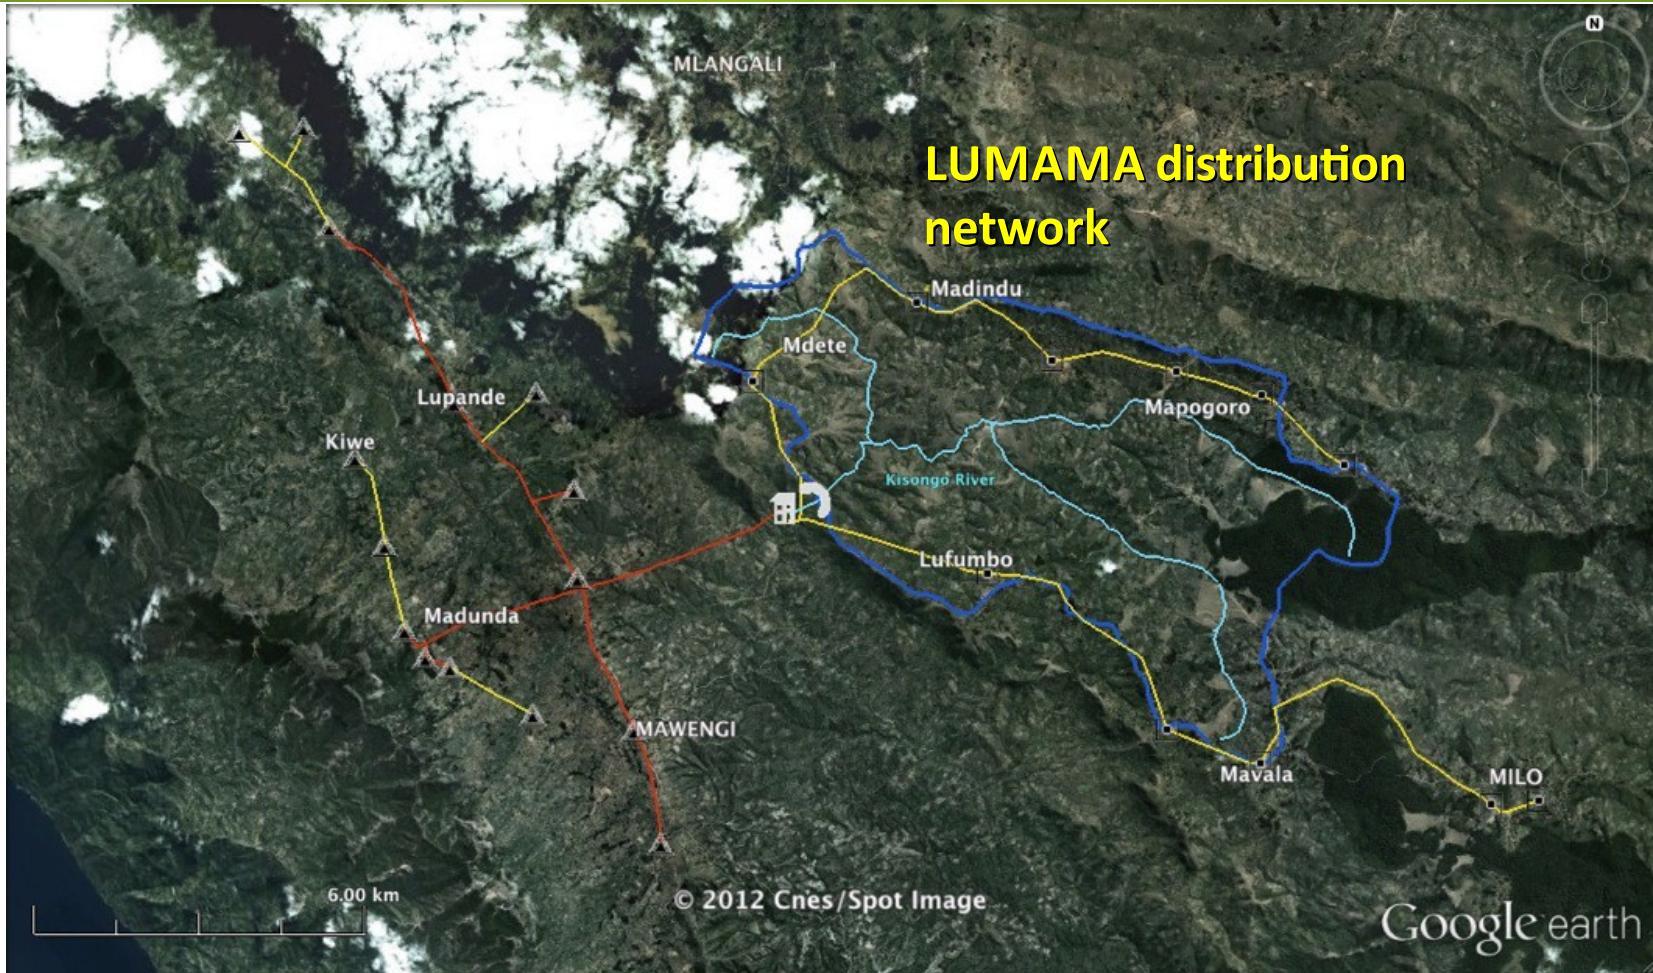 N
MLANGALI
LUMAMA distribution
network
Madindu
Mdete
Lupande
Mapogoro
Kiwe
Kisongo River
Lufumbo
Madunda
MAWENGI
Mavala
MILO
6.00 km
© 2012 Cnes/Spot Image
Google earth